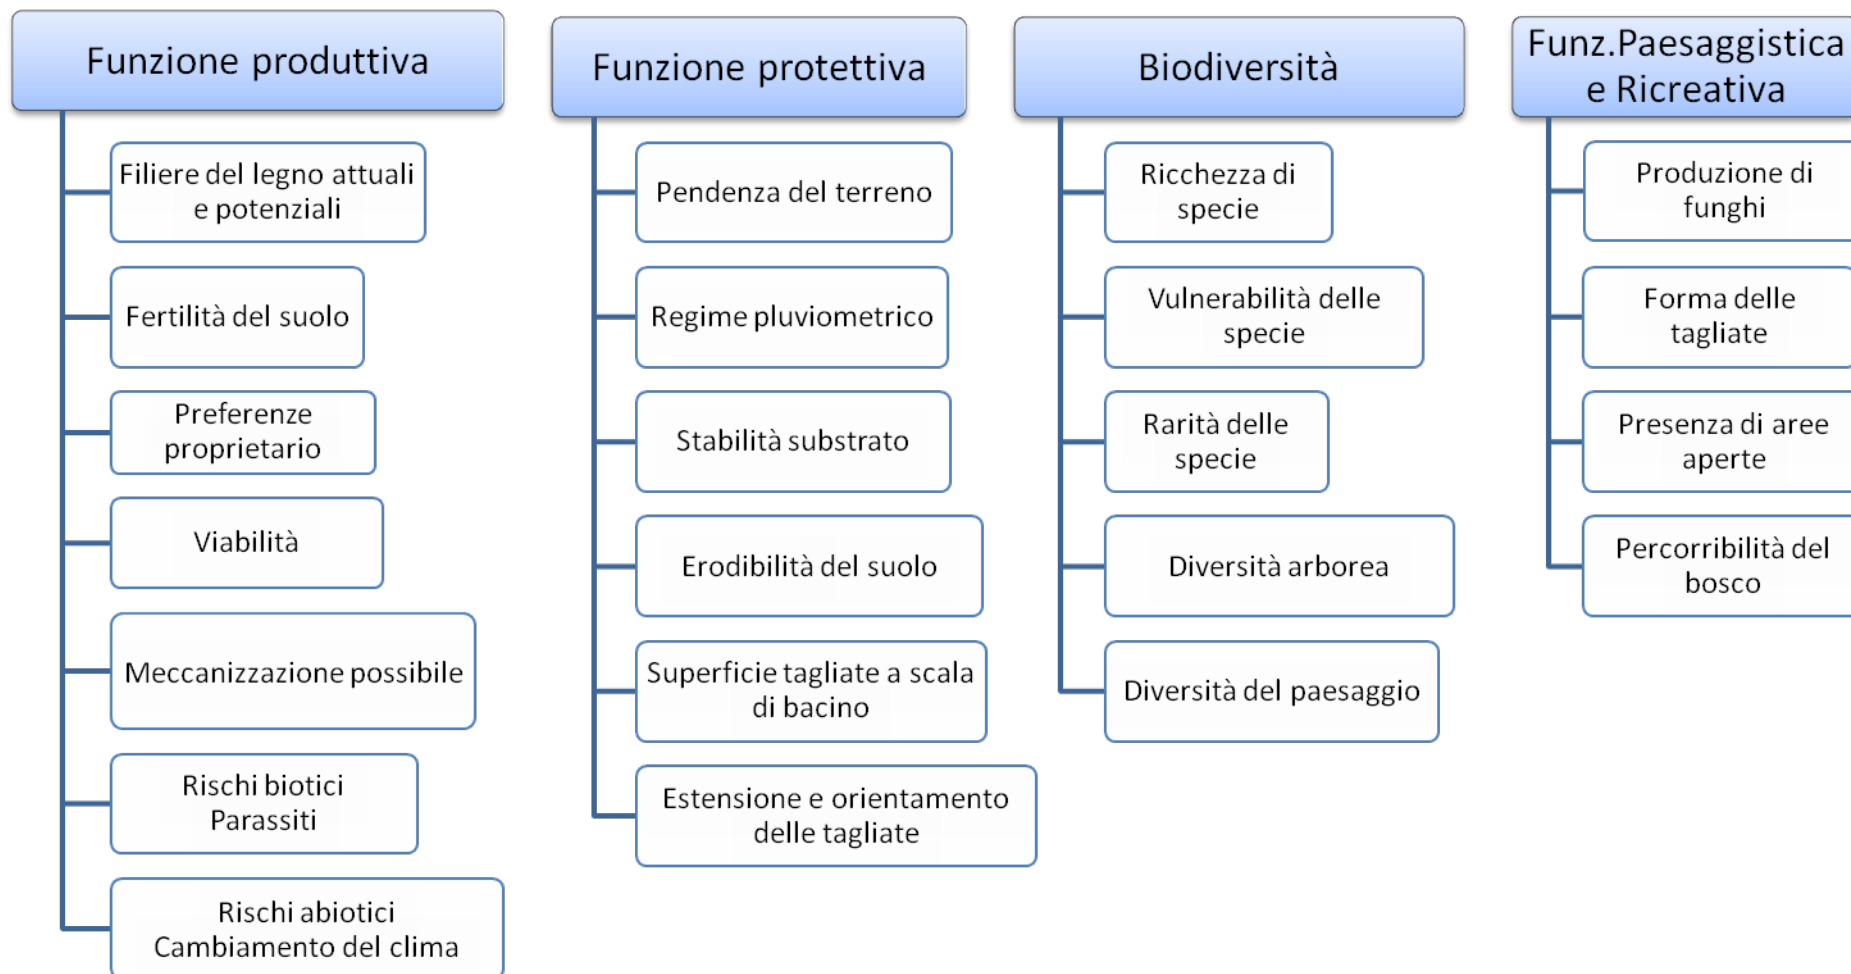 Funzione produttiva
Filiere del legno attuali
e potenziali
Fertilità del suolo
Preferenze
proprietario
Viabilità
Meccanizzazione possibile
Rischi biotici
Parassiti
Rischi abiotici
Cambiamento del clima
Funzione protettiva
Pendenza del terreno
Regime pluviometrico
Stabilità substrato
Erodibilità del suolo
Superficie tagliate a scala
di bacino
Estensione e orientamento
delle tagliate
Biodiversità
Ricchezza di
specie
Vulnerabilità delle
specie
Rarità delle
specie
Diversità arborea
Diversità del paesaggio
Funz.Paesaggistica
e Ricreativa
Produzione di
funghi
Forma delle
tagliate
Presenza di aree
aperte
Percorribilità del
bosco